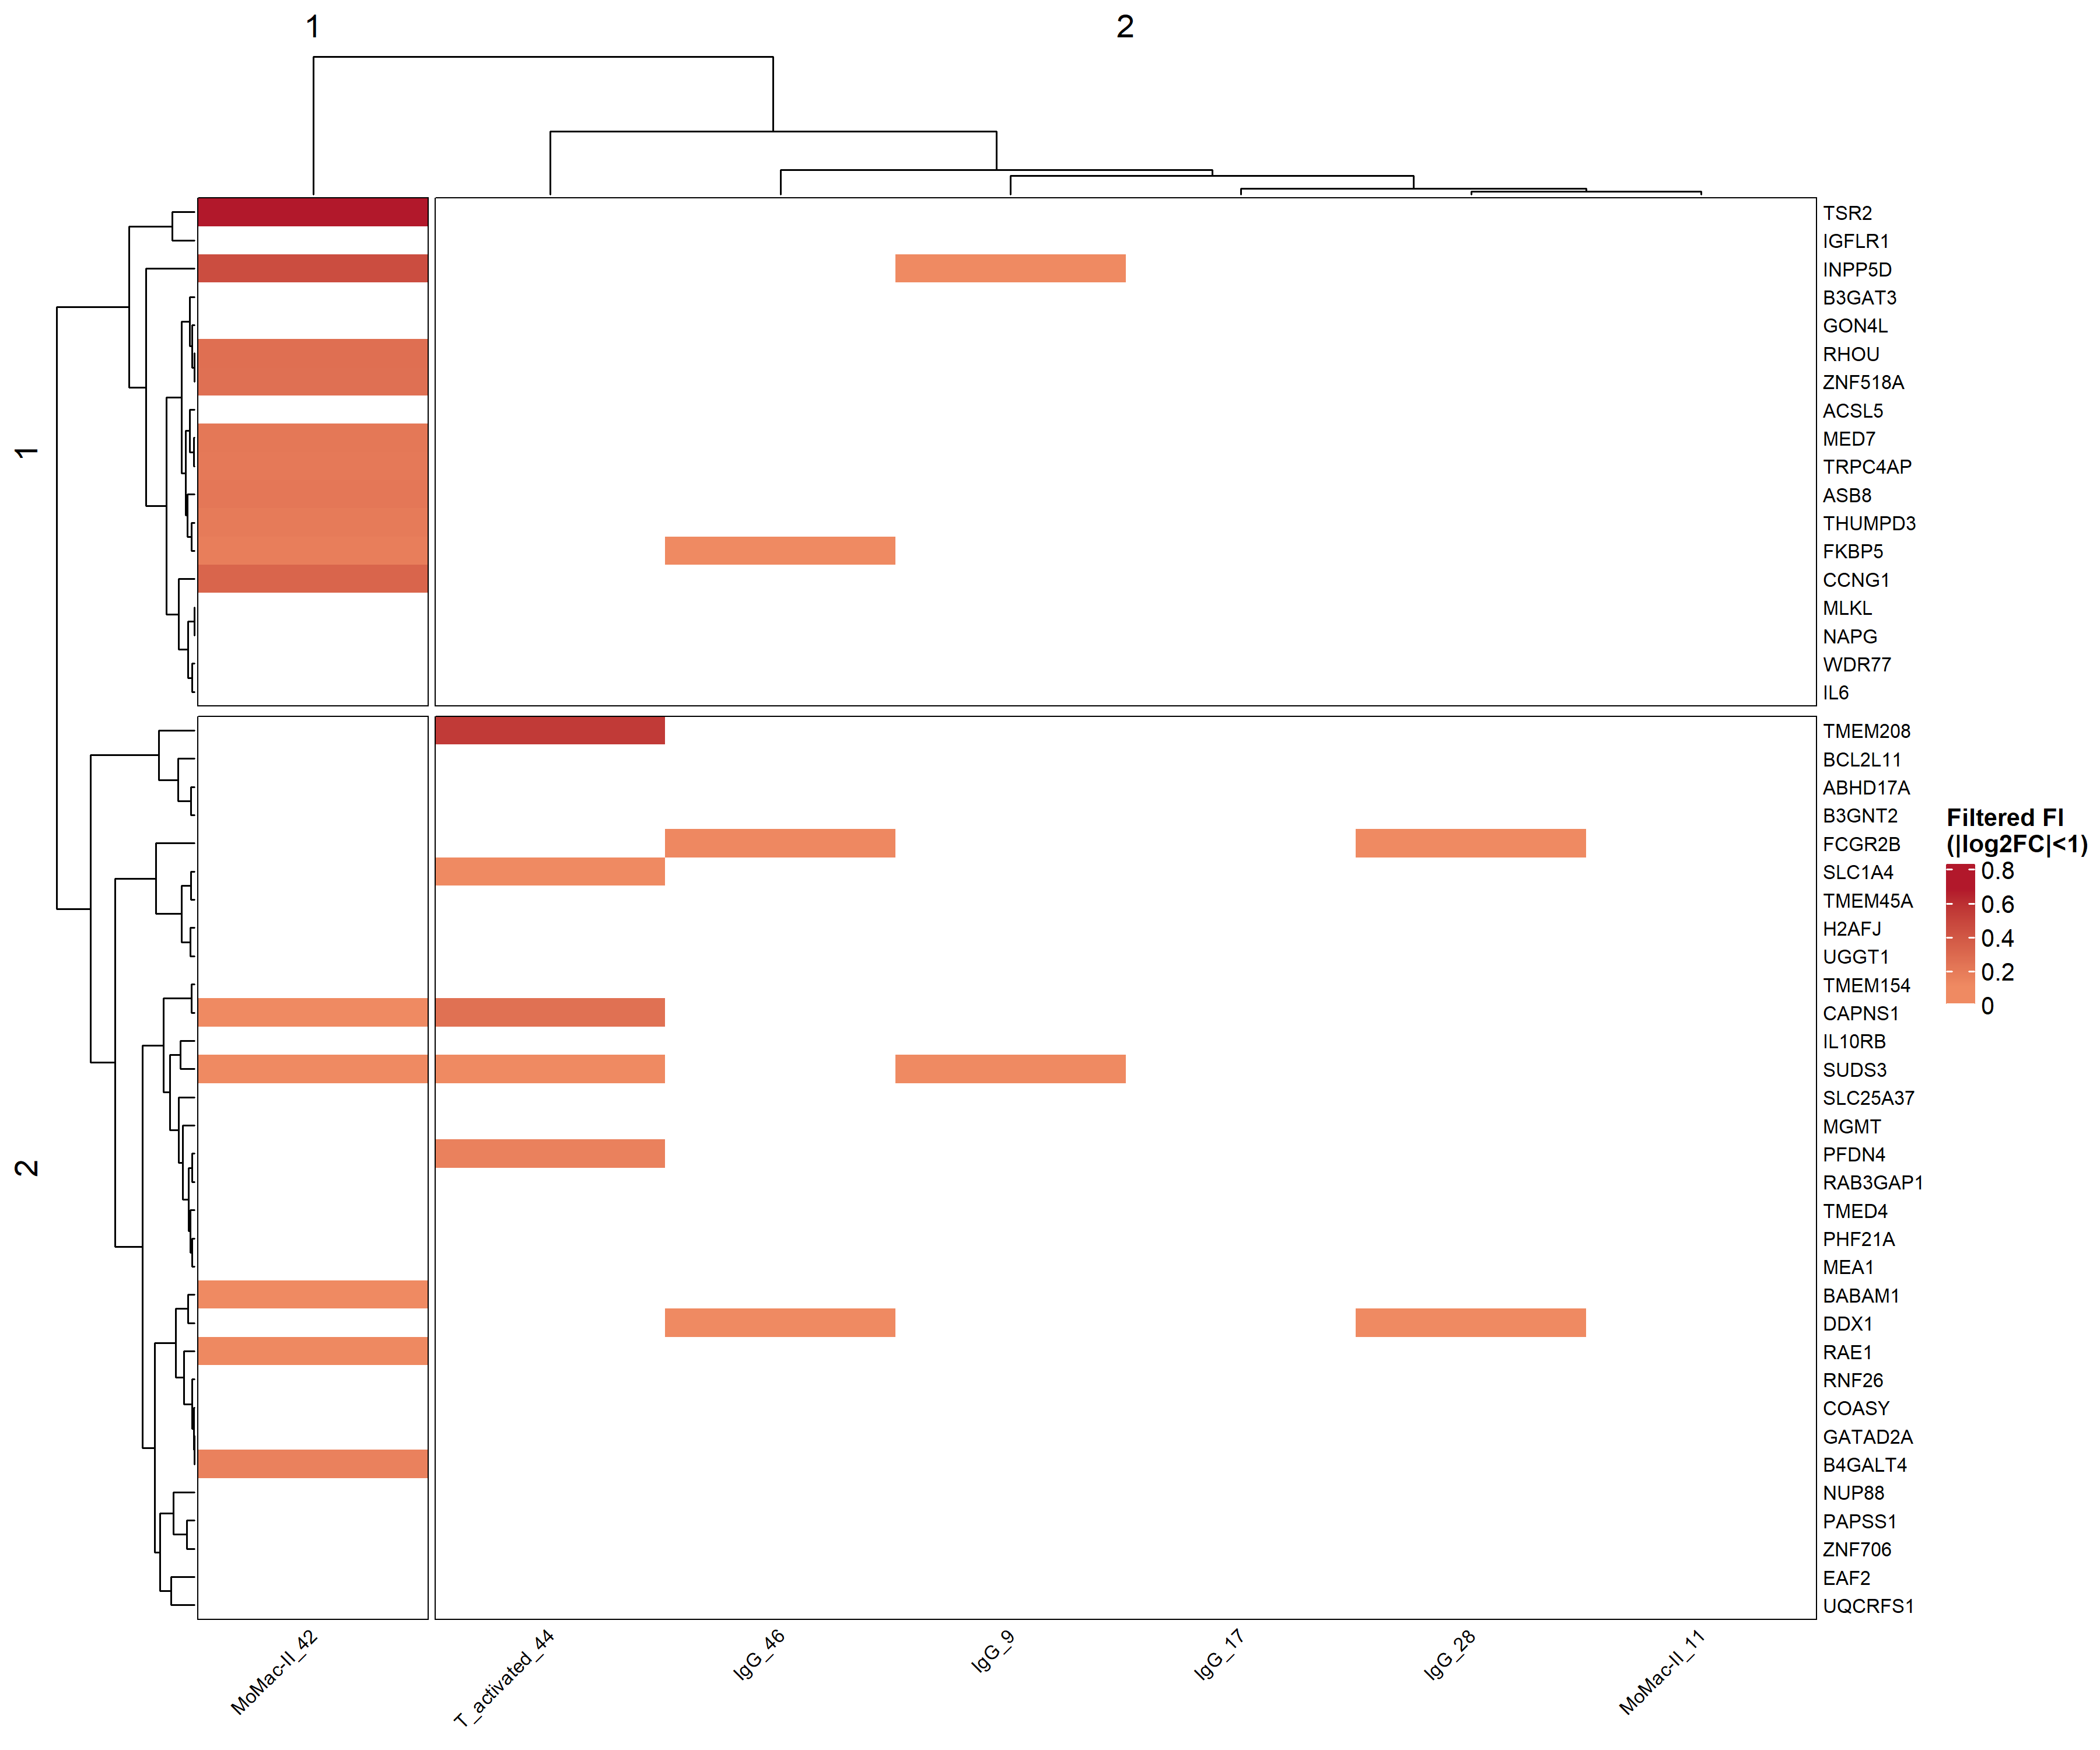 1
2
1
2
TSR2
IGFLR1
INPP5D
B3GAT3
GON4L
RHOU
ZNF518A
ACSL5
MED7
TRPC4AP
ASB8
THUMPD3
FKBP5
CCNG1
MLKL
NAPG
WDR77
IL6
TMEM208
BCL2L11
ABHD17A
B3GNT2
FCGR2B
SLC1A4
TMEM45A
H2AFJ
UGGT1
TMEM154
CAPNS1
IL10RB
SUDS3
SLC25A37
MGMT
PFDN4
RAB3GAP1
TMED4
PHF21A
MEA1
BABAM1
DDX1
RAE1
RNF26
COASY
GATAD2A
B4GALT4
NUP88
PAPSS1
ZNF706
EAF2
UQCRFS1
Filtered FI
(|log2FC|<1)
0.8
0.6
0.4
0.2
0
MoMac-II_42
T_activated_44
IgG_46
IgG_9
IgG_17
IgG_28
MoMac-II_11